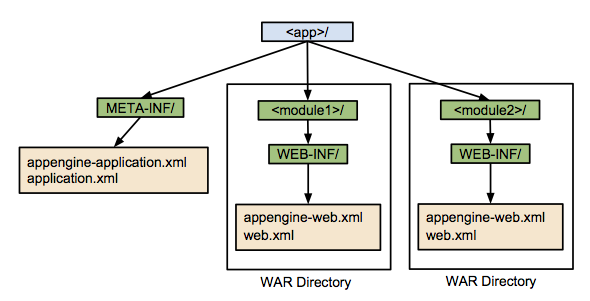 <app>/
META-INF/
<module1>/
<module2>/
WEB-INF/
WEB-INF/
appengine-application.xml
application.xml
appengine-web.xml
web.xml
appengine-web.xml
web.xml
WAR Directory
WAR Directory